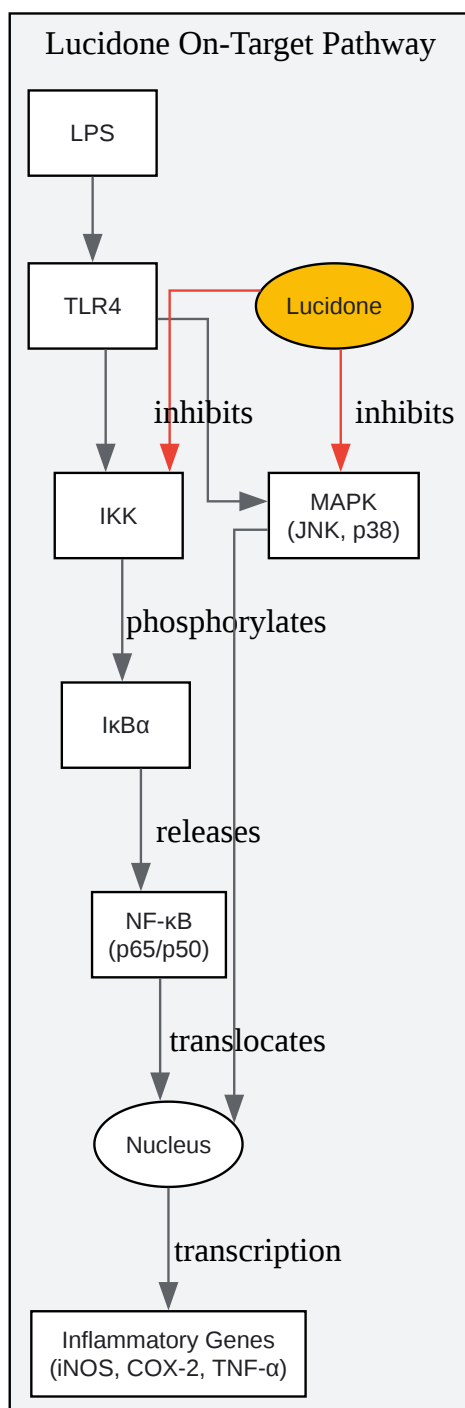 Lucidone On-Target Pathway
LPS
TLR4
Lucidone
inhibits
inhibits
IKK
MAPK
(JNK, p38)
phosphorylates
IκBα
releases
NF-κB
(p65/p50)
translocates
Nucleus
transcription
Inflammatory Genes
(iNOS, COX-2, TNF-α)